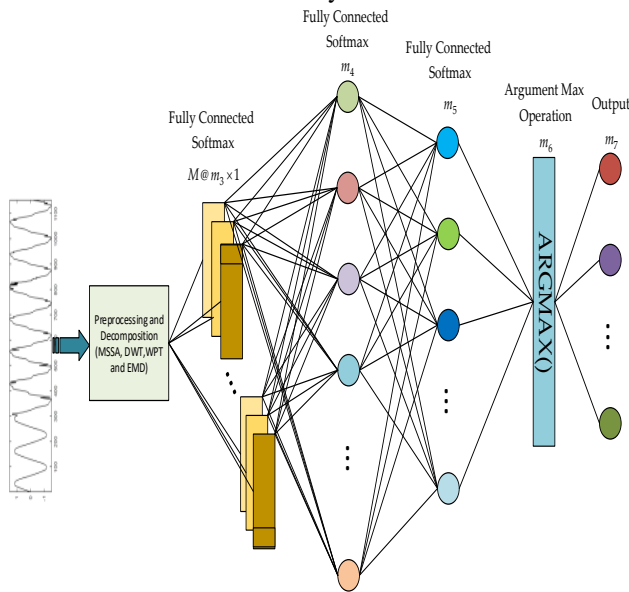 Fully Connected
Softmax
m4
Fully Connected
Softmax
m5
Argument Max
Operation
m6
Output
m7
Fully Connected
Softmax
M@m3×1
Preprocessing and
Decomposition
(MSSA, DWT,WPT
and EMD)
ARGMAX()